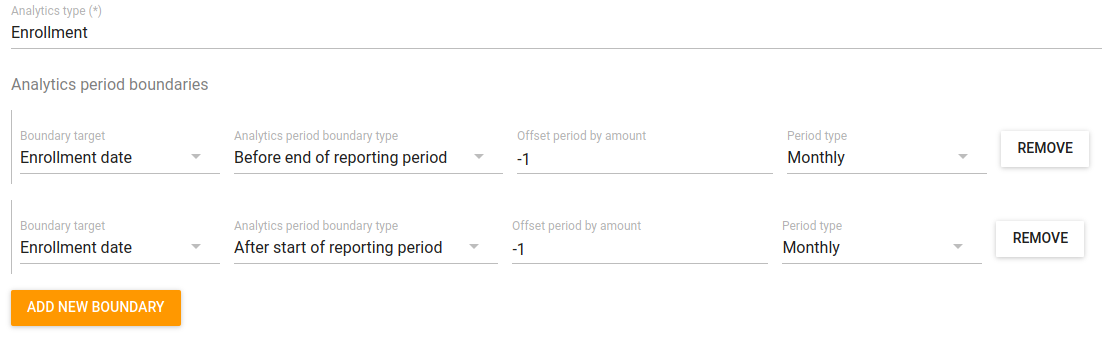 Analytics type (*)
Enrollment
Analytics period boundaries
Boundary target Analytics period boundary type Offset period by amount Period type
Enrollment date Before end of reporting period -1 Monthly REMOVE
Boundary target Analytics period boundary type Offset period by amount Period type
Enrollment date After start of reporting period -1 Monthly REMOVE
ADD NEW BOUNDARY